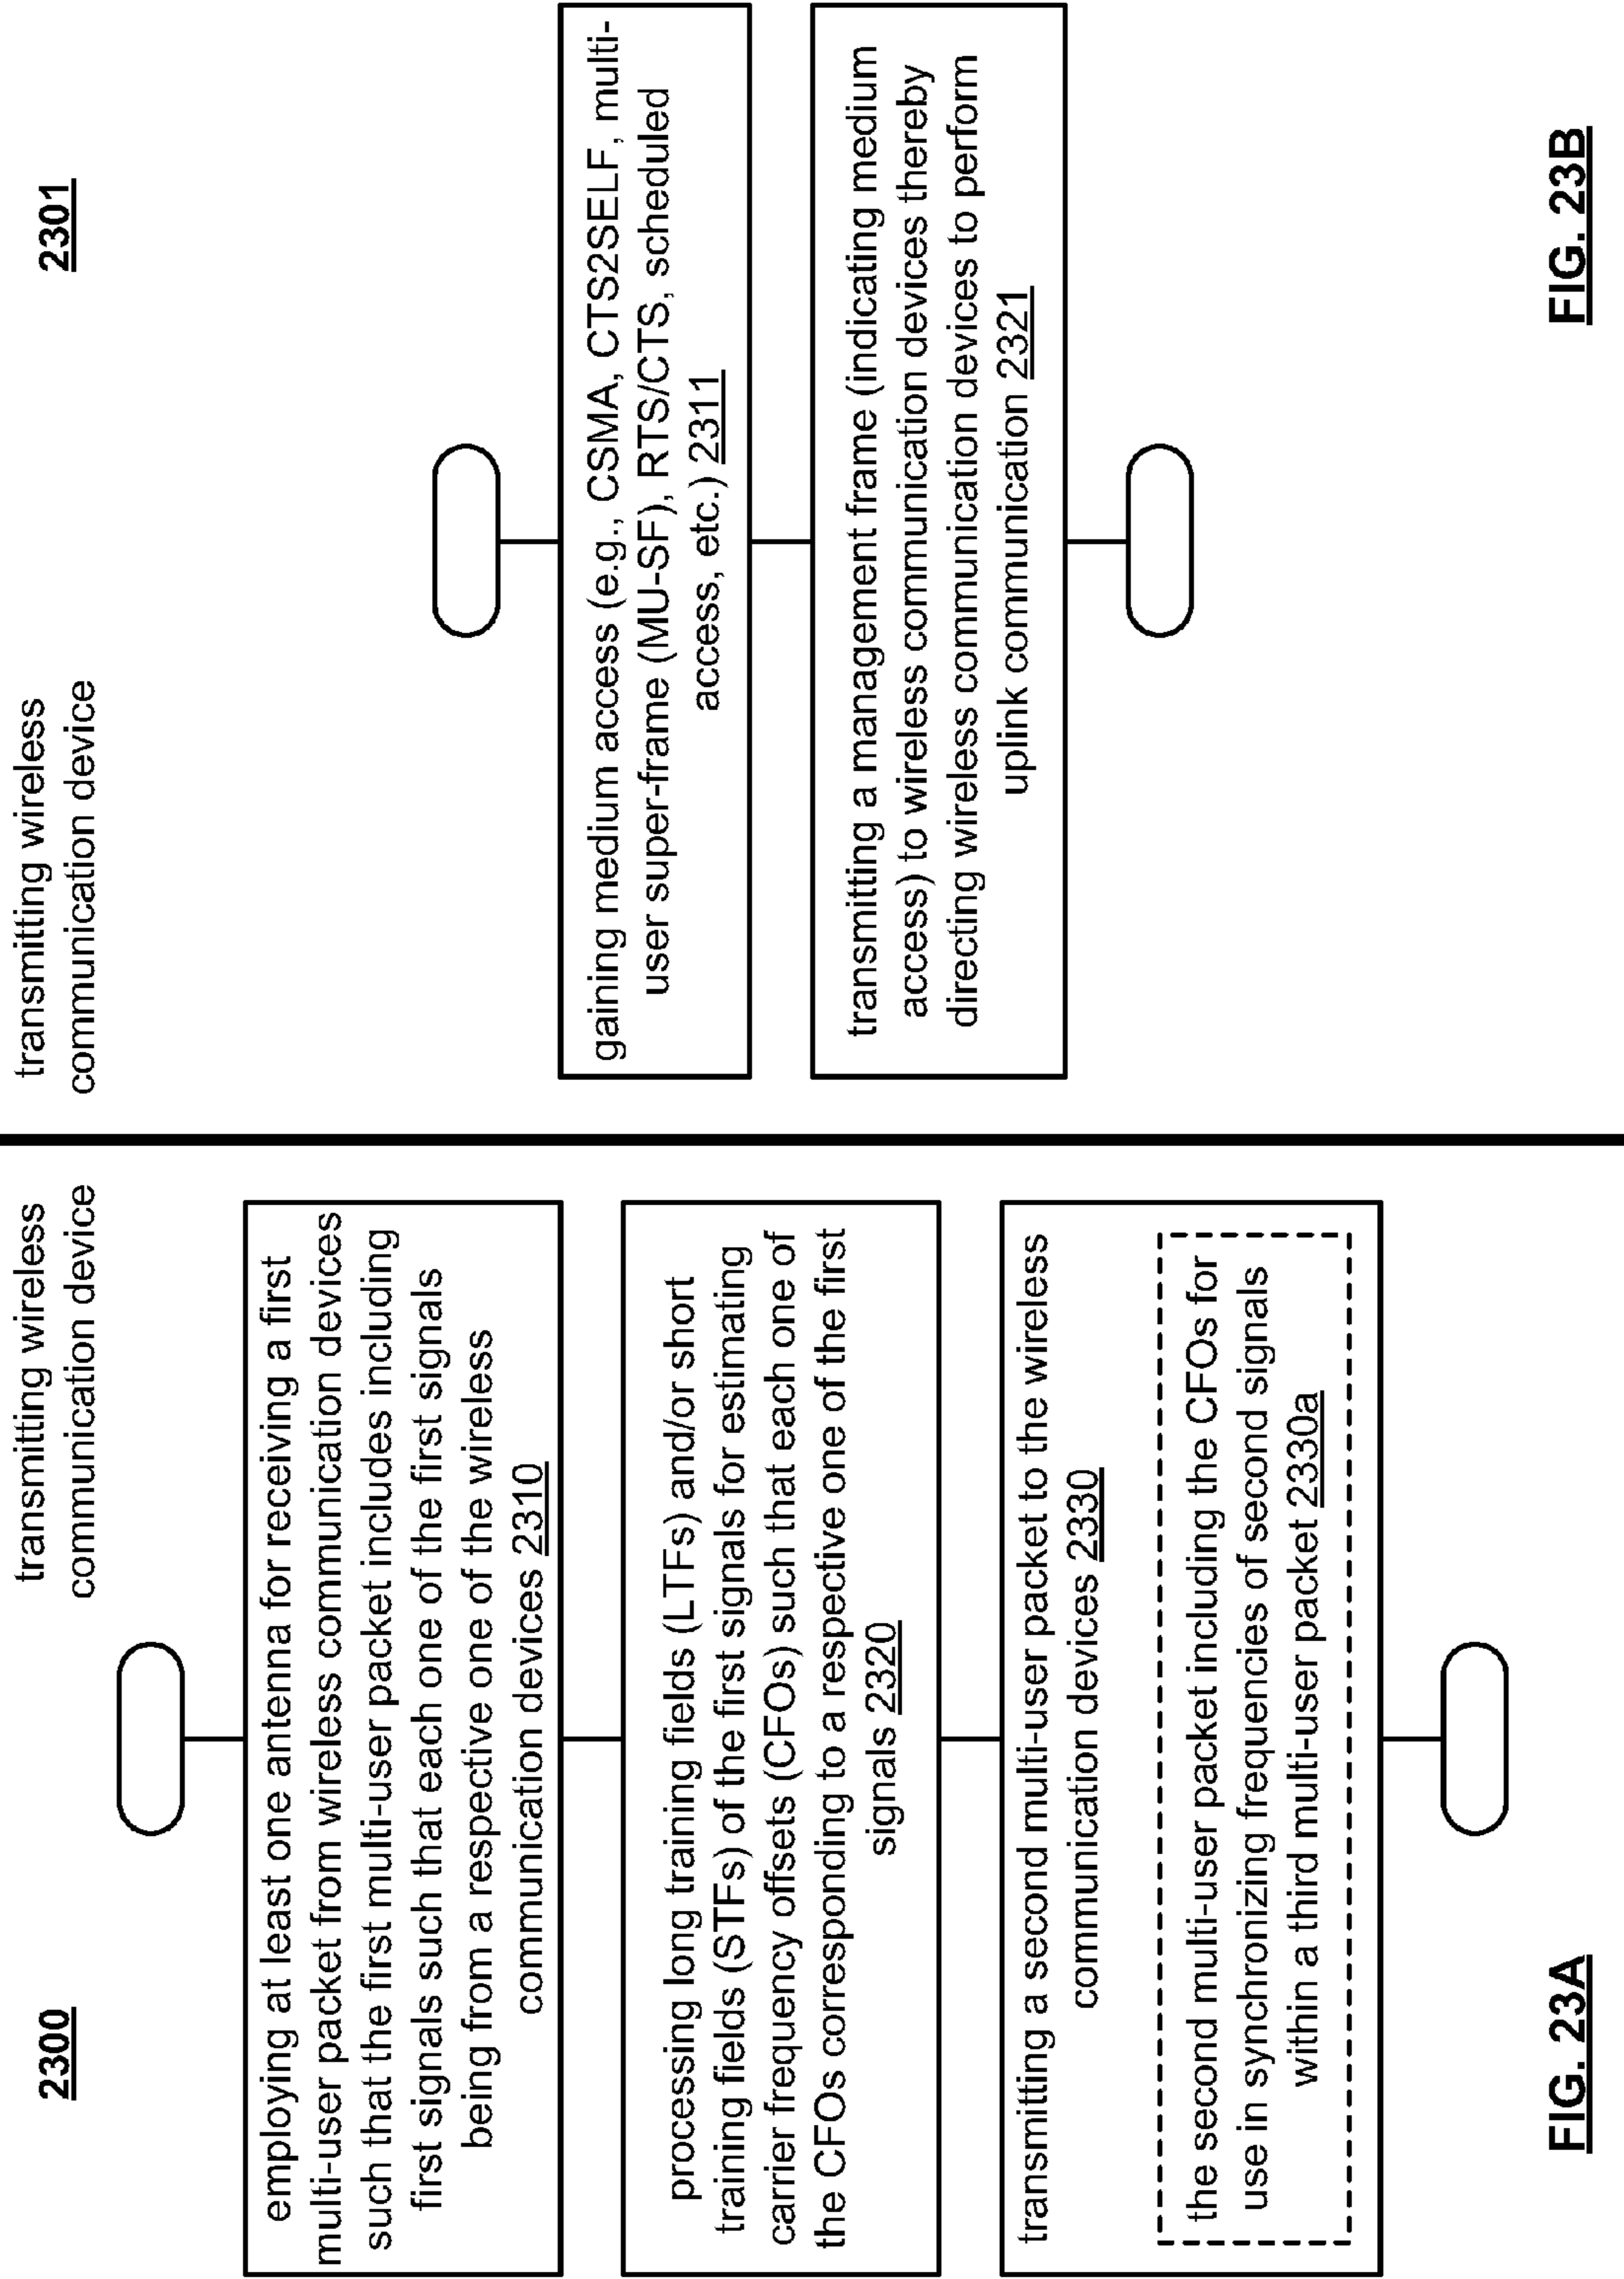 2300
transmitting wireless
communication device
employing at least one antenna for receiving a first
multi-user packet from wireless communication devices
such that the first multi-user packet includes including
first signals such that each one of the first signals
being from a respective one of the wireless
communication devices 2310
processing long training fields (LTFs) and/or short
training fields (STFs) of the first signals for estimating
carrier frequency offsets (CFOs) such that each one of
the CFOs corresponding to a respective one of the first
signals 2320
transmitting a second multi-user packet to the wireless
communication devices 2330
the second multi-user packet including the CFOs for
use in synchronizing frequencies of second signals
within a third multi-user packet 2330a
FIG. 23A
transmitting wireless
communication device
2301
gaining medium access (e.g., CSMA, CTS2SELF, multi-
user super-frame (MU-SF), RTS/CTS, scheduled
access, etc.) 2311
transmitting a management frame (indicating medium
access) to wireless communication devices thereby
directing wireless communication devices to perform
uplink communication 2321
FIG. 23B